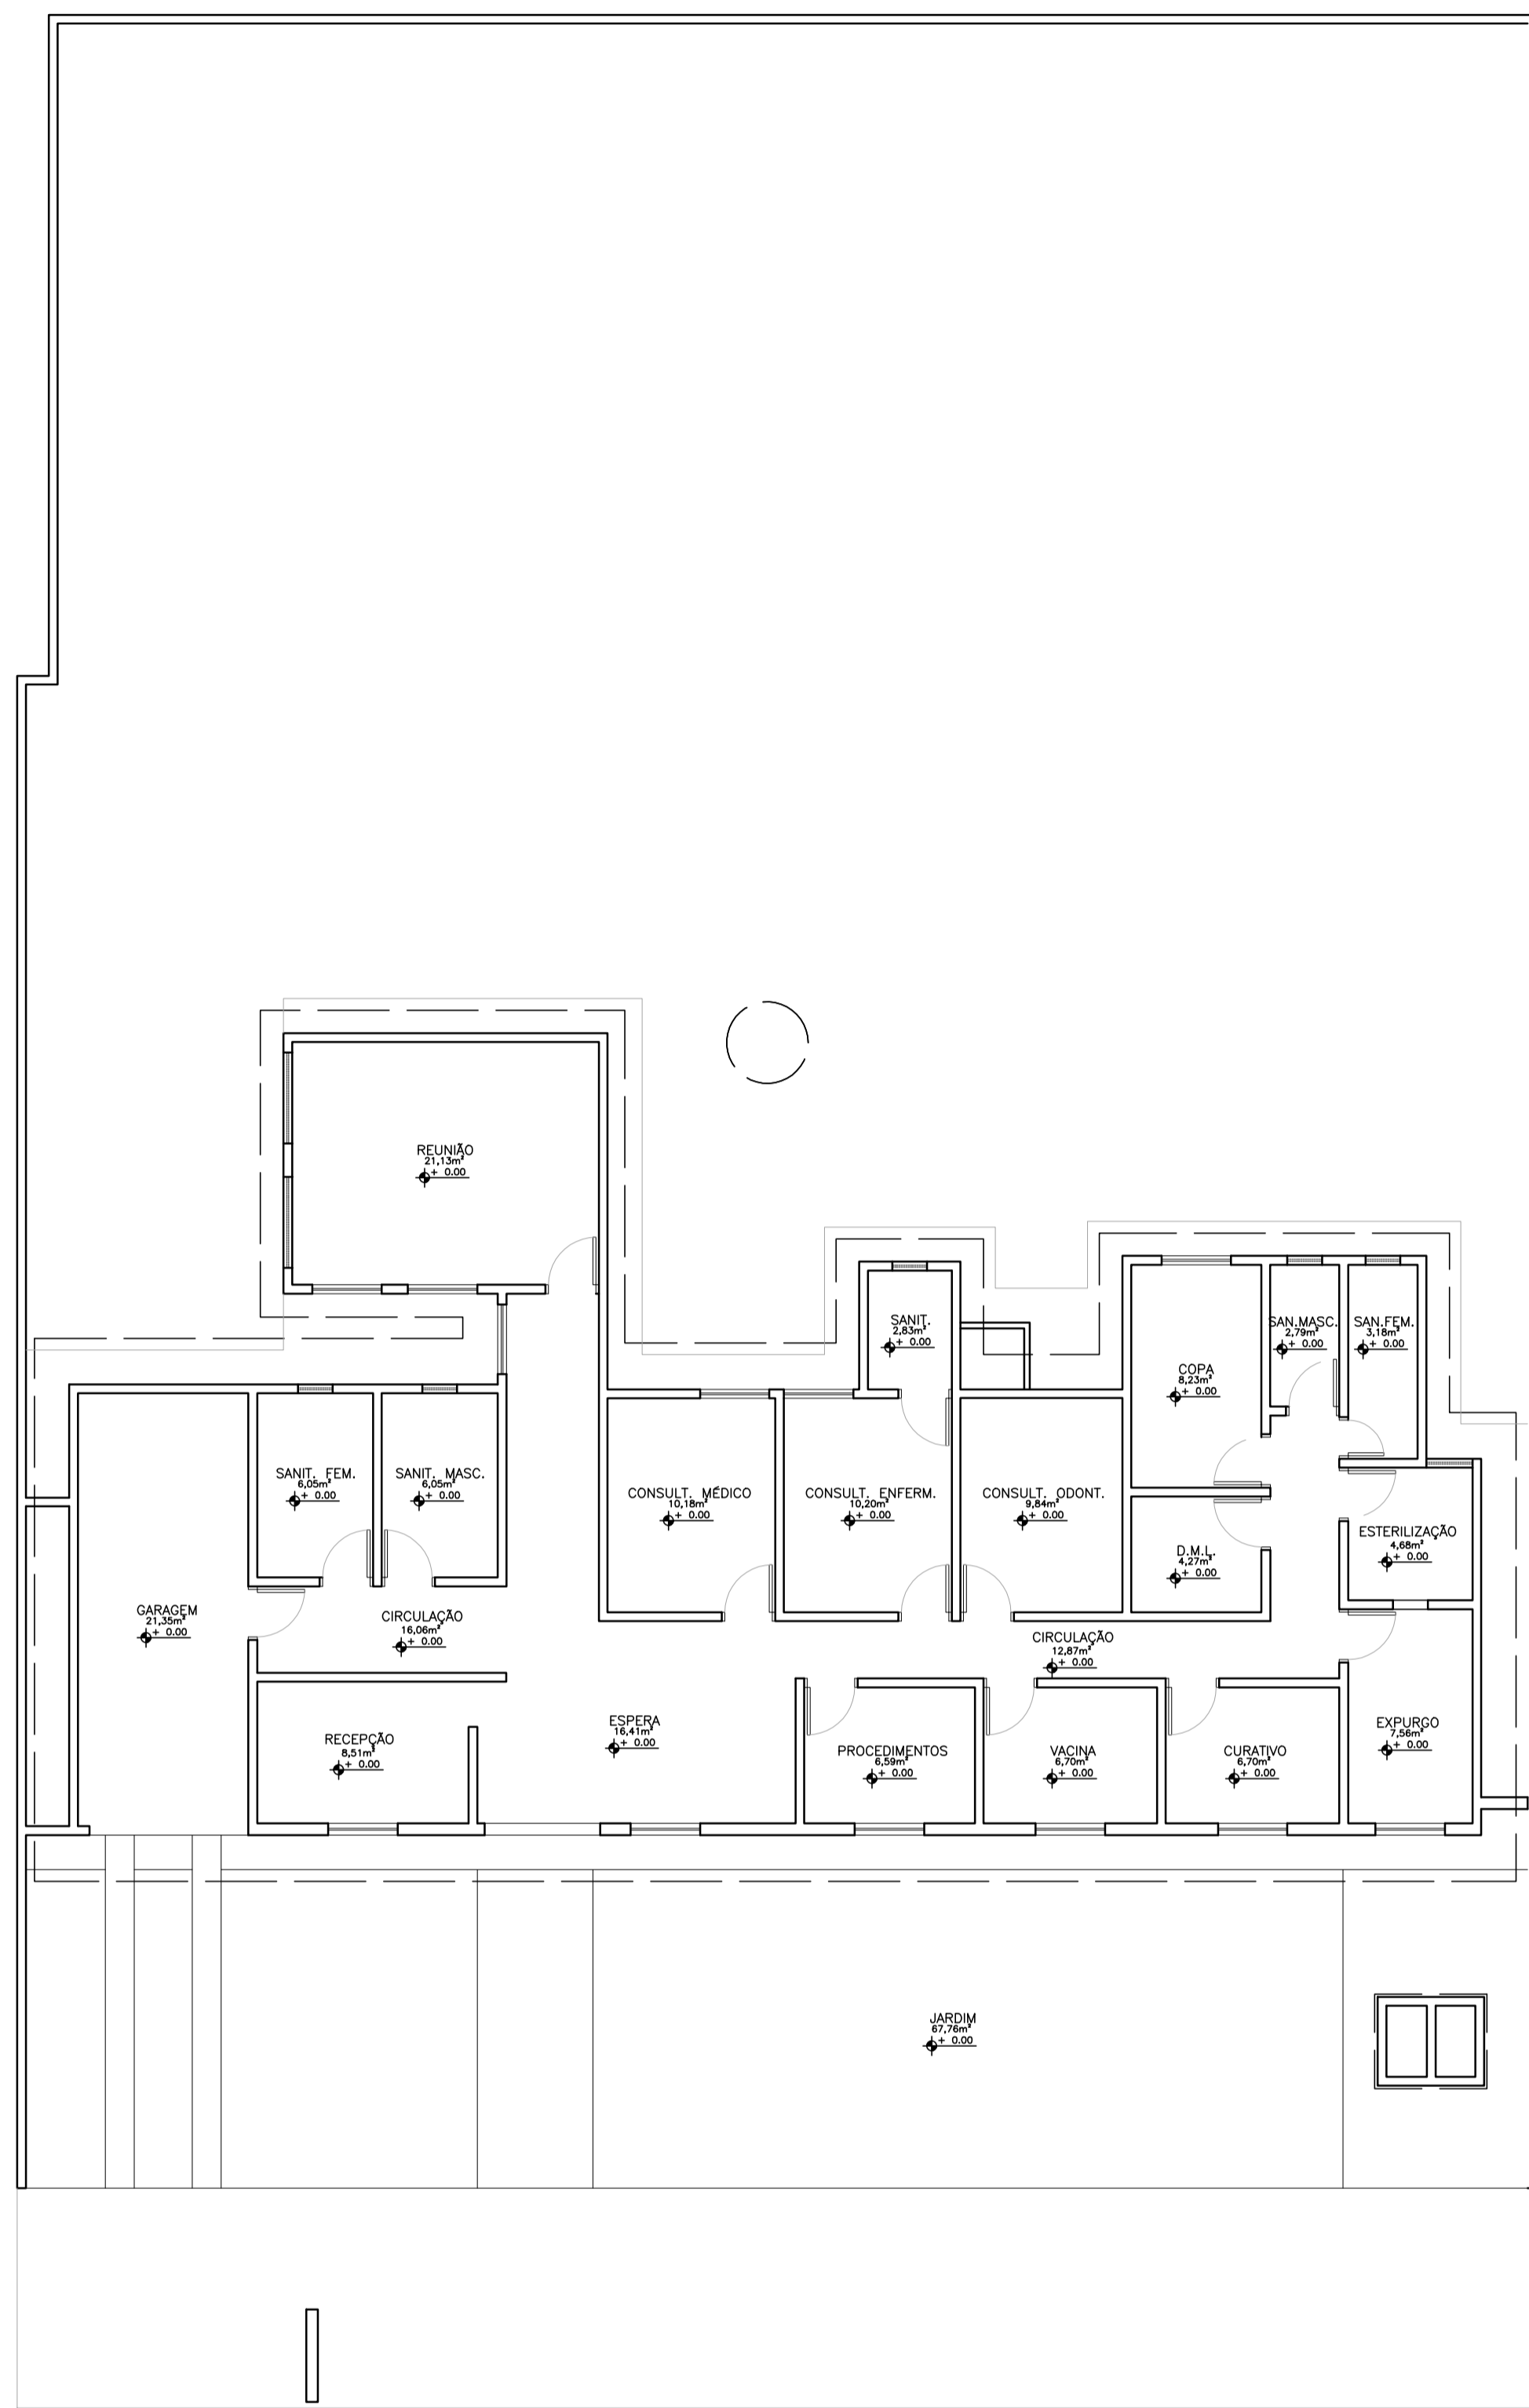 REUNIÃO
21,13m²
+ 0.00
SANIT.
2,83m²
+ 0.00
SAN.MASC.
2,79m²
+ 0.00
SAN.FEM.
3,18m²
+ 0.00
COPA
8,23m²
+ 0.00
SANIT. FEM.
6,05m²
+ 0.00
SANIT. MASC.
6,05m²
+ 0.00
CONSULT. MÉDICO
10,18m²
+ 0.00
CONSULT. ENFERM.
10,20m²
+ 0.00
CONSULT. ODONT.
9,84m²
+ 0.00
ESTERILIZAÇÃO
4,68m²
+ 0.00
D.M.L.
4,27m²
+ 0.00
GARAGEM
21,35m²
+ 0.00
CIRCULAÇÃO
16,06m²
+ 0.00
CIRCULAÇÃO
12,87m²
+ 0.00
RECEPÇÃO
8,51m²
+ 0.00
ESPERA
16,41m²
+ 0.00
PROCEDIMENTOS
6,59m²
+ 0.00
VACINA
6,70m²
+ 0.00
CURATIVO
6,70m²
+ 0.00
EXPURGO
7,56m²
+ 0.00
JARDIM
67,76m²
+ 0.00